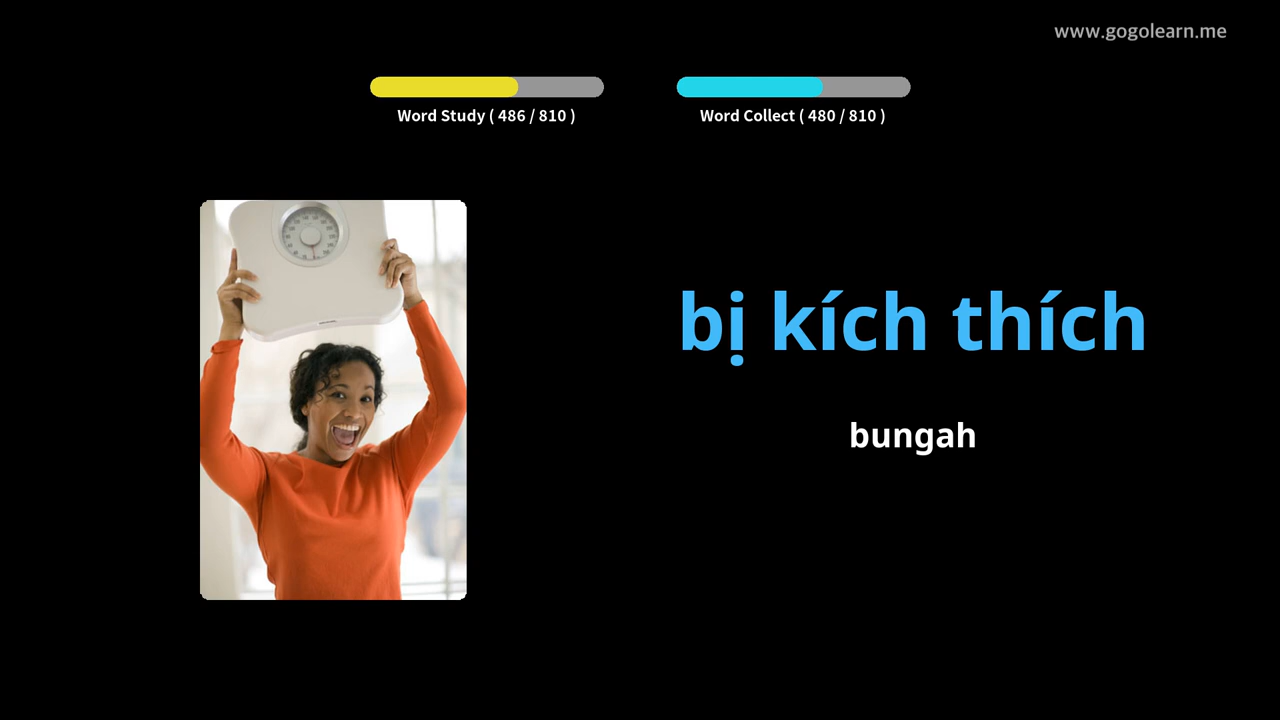 www.gogolearn.me
Word Study ( 486 / 810 )
Word Collect ( 480 / 810 )
bị kích thích
bungah